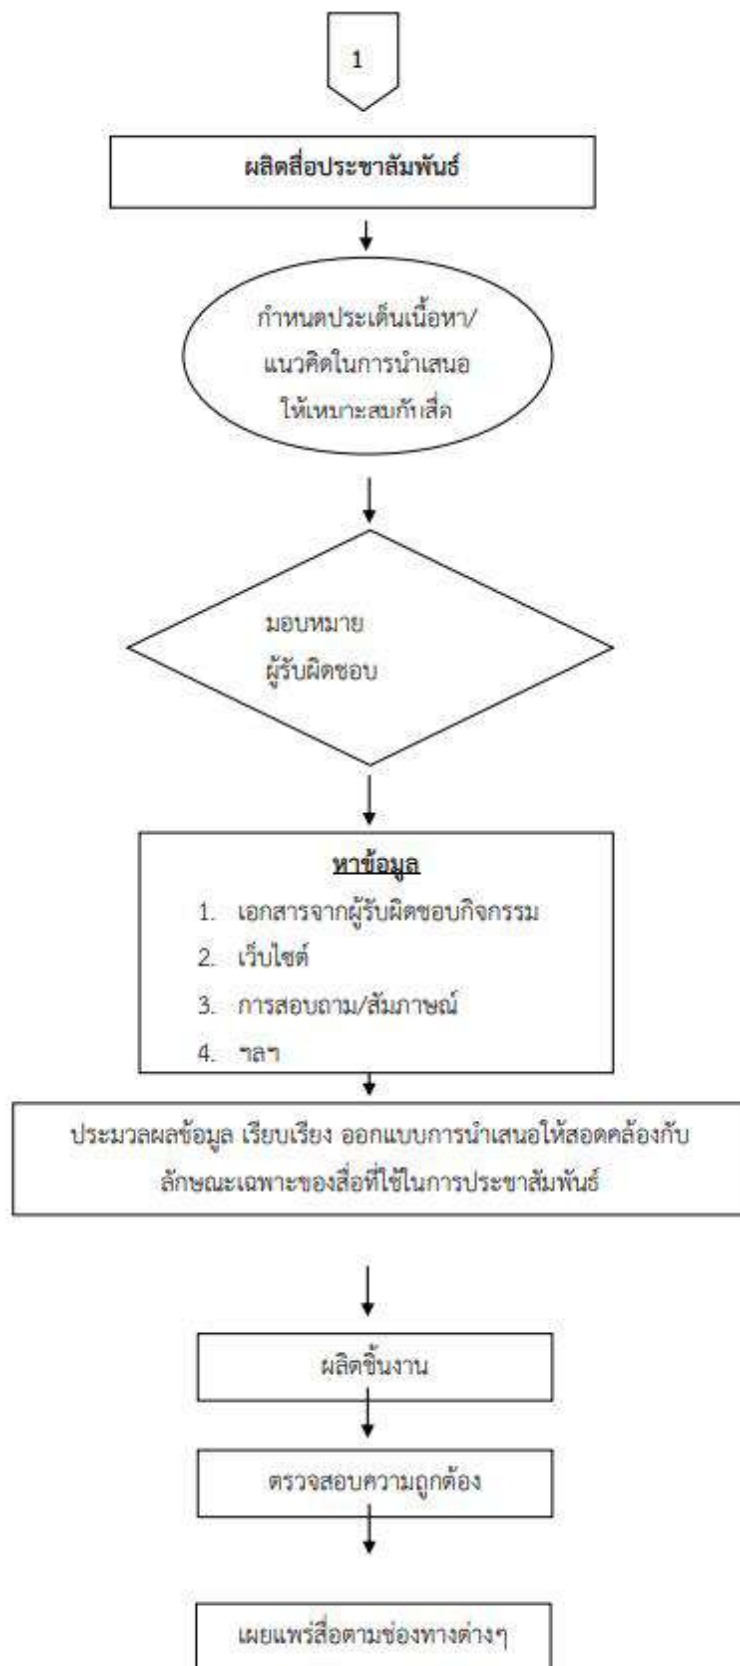 1
ผลิตสื่อประชาสัมพันธ์
กำหนดประเด็นเนื้อหา/
แนวคิดในการนำเสนอ
ให้เหมาะสมกับสื่อ
มอบหมาย
ผู้รับผิดชอบ
หาข้อมูล
1. เอกสารจากผู้รับผิดชอบกิจกรรม
2. เว็บไซต์
3. การสอบถาม/สัมภาษณ์
4. ฯลฯ
ประมวลผลข้อมูล เรียบเรียง ออกแบบการนำเสนอให้สอดคล้องกับ
ลักษณะเฉพาะของสื่อที่ใช้ในการประชาสัมพันธ์
ผลิตชิ้นงาน
ตรวจสอบความถูกต้อง
เผยแพร่สื่อตามช่องทางต่างๆ